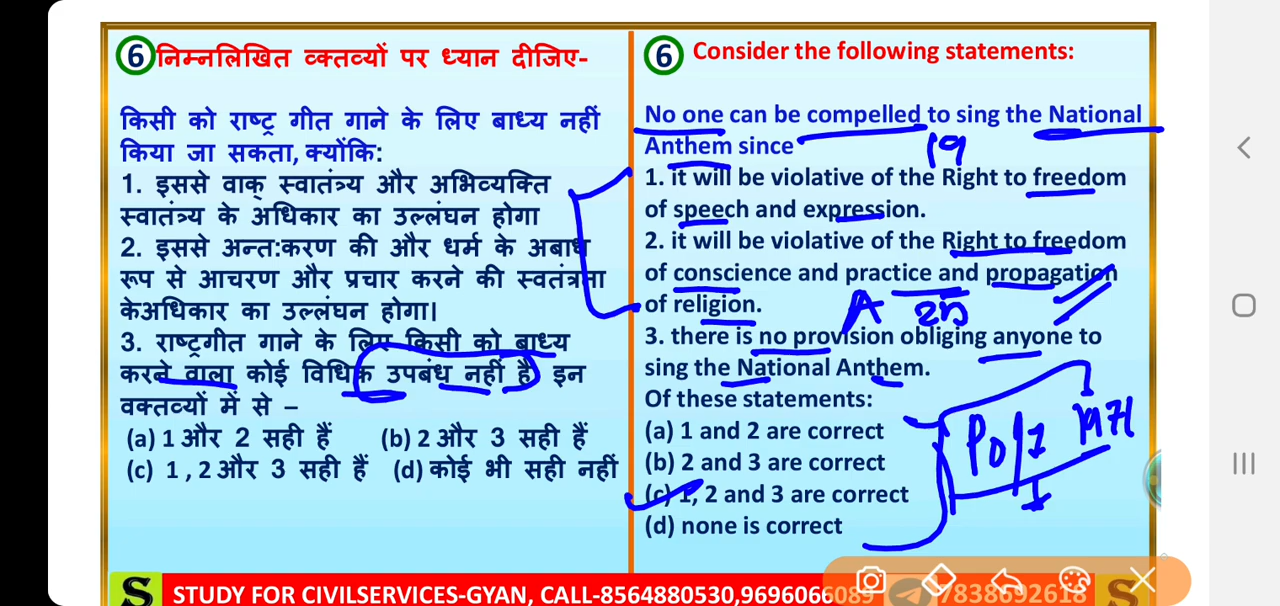 6 निम्नलिखित व्क्तव्यों पर ध्यान दीजिए-
किसी को राष्ट्र गीत गाने के लिए बाध्य नहीं
किया जा सकता, क्योंकि:
1. इससे वाक् स्वातंत्र्य और अभिव्यक्ति
स्वातंत्र्य के अधिकार का उल्लंघन होगा
2. इससे अन्त:करण की और धर्म के अबाध
रूप से आचरण और प्रचार करने की स्वतंत्रता
केअधिकार का उल्लंघन होगा।
3. राष्ट्रगीत गाने के लिए किसी को बाध्य
करने वाला कोई विधिक उपबंध नहीं है इन
वक्तव्यों में से –
(a) 1 और 2 सही हैं (b) 2 और 3 सही हैं
(c) 1 , 2 और 3 सही हैं (d) कोई भी सही नहीं
6 Consider the following statements:
No one can be compelled to sing the National
Anthem since
19
1. it will be violative of the Right to freedom
of speech and expression.
2. it will be violative of the Right to freedom
of conscience and practice and propagation
of religion.
A 25
3. there is no provision obliging anyone to
sing the National Anthem.
Of these statements:
(a) 1 and 2 are correct
(b) 2 and 3 are correct
(c) 1, 2 and 3 are correct
(d) none is correct
1971
S STUDY FOR CIVILSERVICES-GYAN, CALL-8564880530,9696066089 7838692618 S